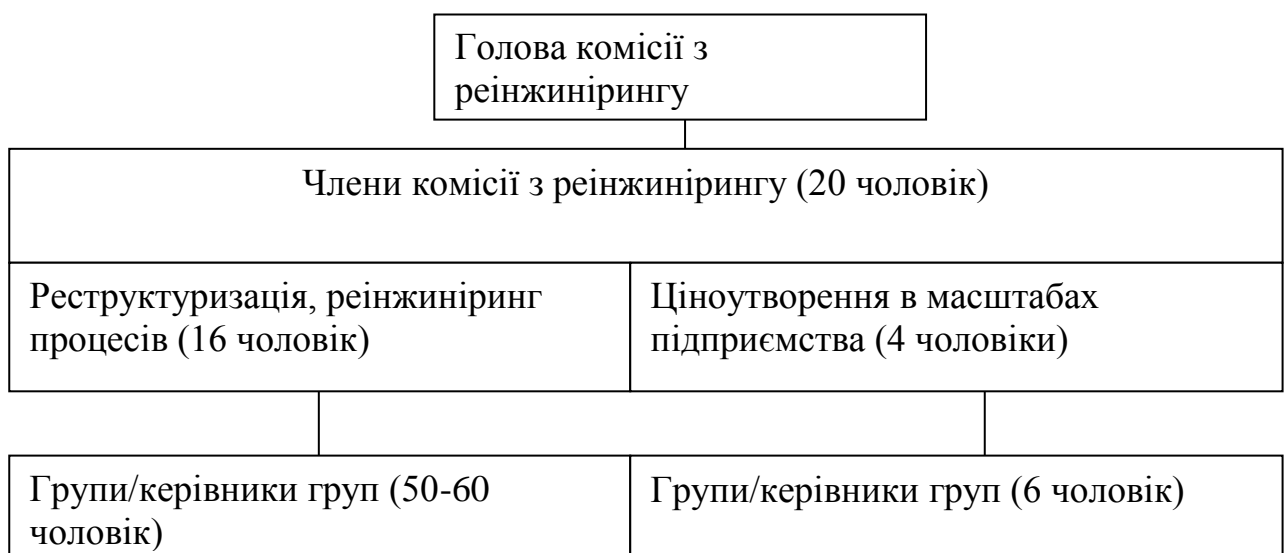 Голова комісії з
реінжинірингу
Члени комісії з реінжинірингу (20 чоловік)
Реструктуризація, реінжиніринг
процесів (16 чоловік)
Ціноутворення в масштабах
підприємства (4 чоловіки)
Групи/керівники груп (50-60
чоловік)
Групи/керівники груп (6 чоловік)